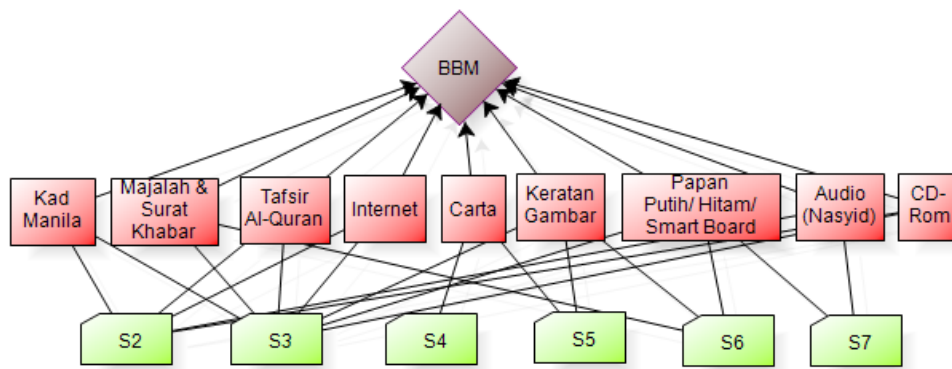 BBM
Kad
Manila
Majalah &
Surat
Khabar
Tafsir
Al-Quran
Internet
Carta
Keratan
Gambar
Papan
Putih/ Hitam/
Smart Board
Audio
(Nasyid)
CD-
Rom
S2
S3
S4
S5
S6
S7